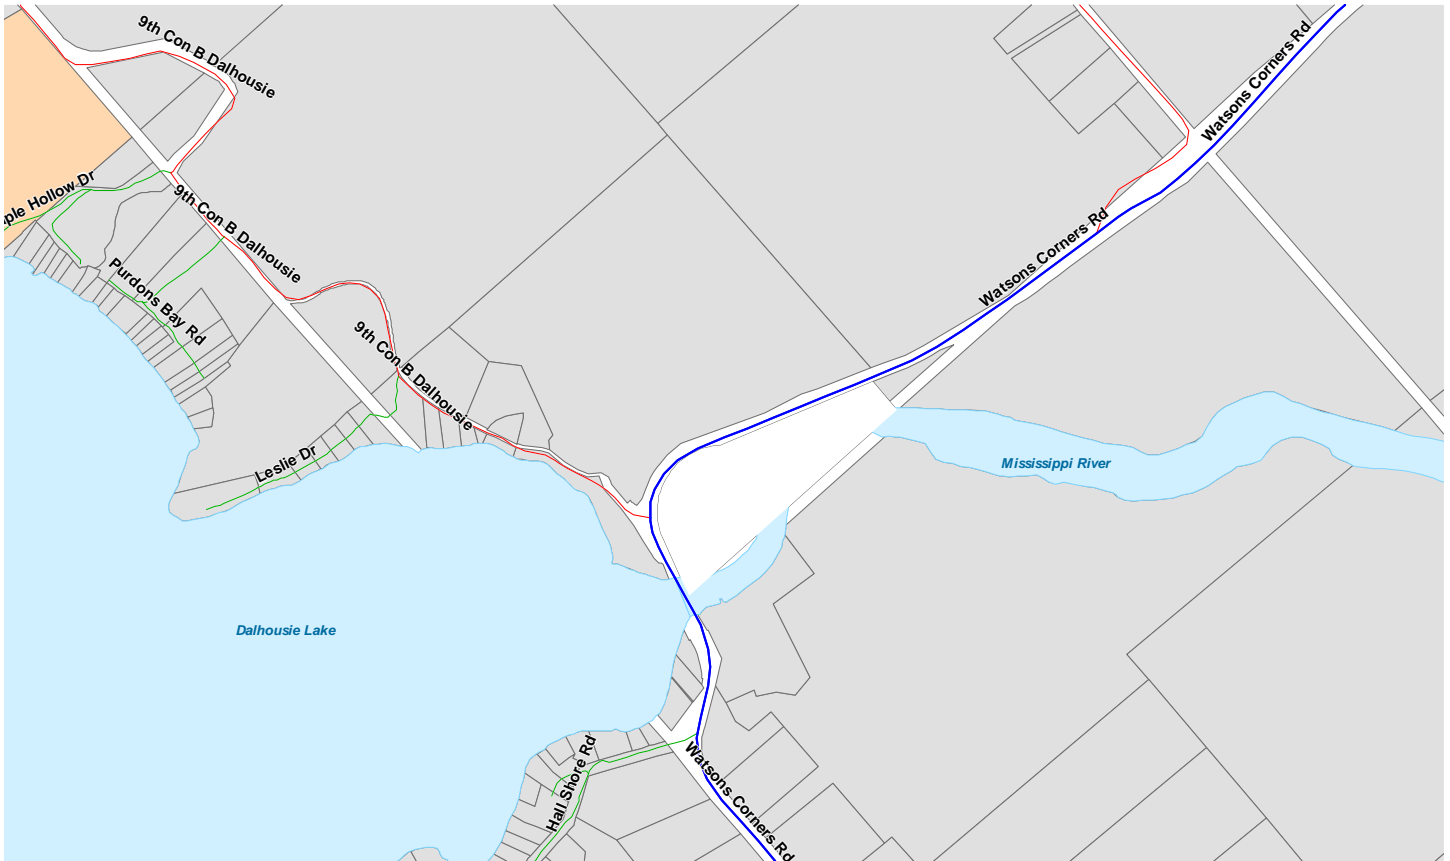 9th Con B Dalhousie
Watsons Corners Rd
ple Hollow Dr
9th Con B Dalhousie
Watsons Corners Rd
Purdons Bay Rd
9th Con B Dalhousie
Leslie Dr
Mississippi River
Dalhousie Lake
Hall Shore Rd
Watsons Corners Rd